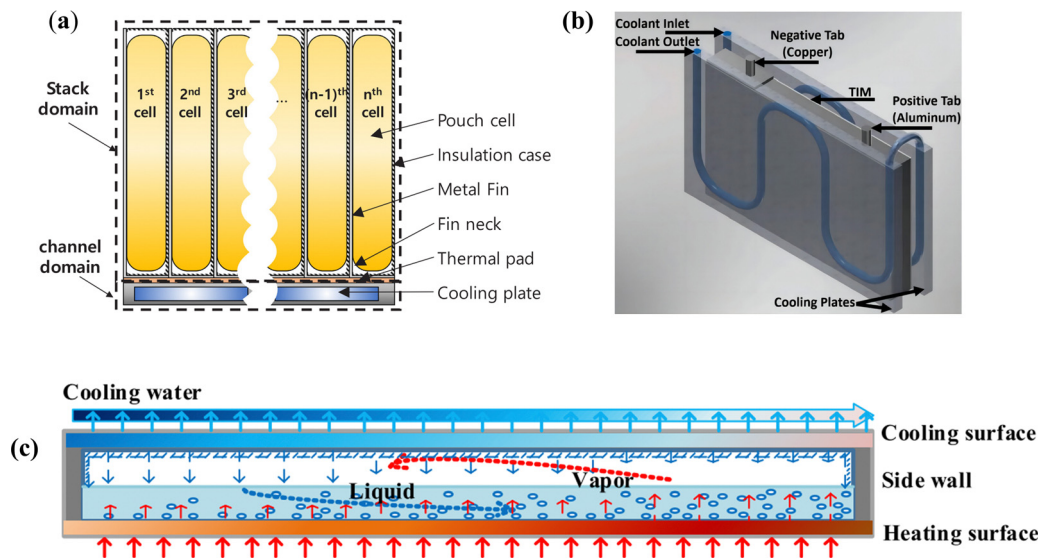 (a)
1st 2nd 3rd ... (n-1)th nth
cell cell cell cell cell
Stack
domain
channel
domain
Pouch cell
Insulation case
Metal Fin
Fin neck
Thermal pad
Cooling plate
(b)
Coolant Inlet
Coolant Outlet
Negative Tab
(Copper)
TIM
Positive Tab
(Aluminum)
Cooling Plates
(c)
Cooling water
Cooling surface
Liquid
Vapor
Side wall
Heating surface